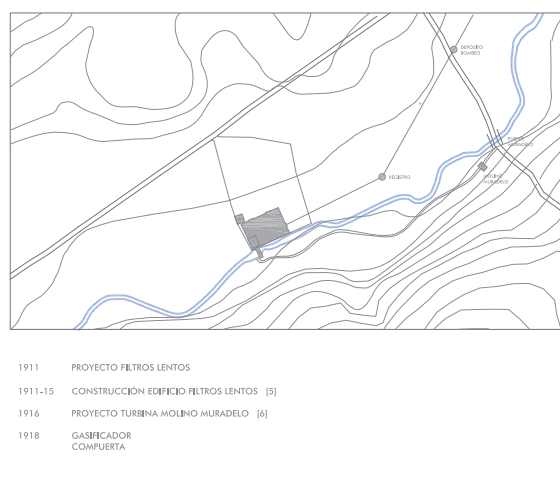 DEPÓSITO
BOMBEO
PUENTE
MURADELO
MOLINO
MURADELO
REGISTRO
1911 PROYECTO FILTROS LENTOS
1911-15 CONSTRUCCIÓN EDIFICIO FILTROS LENTOS [5]
1916 PROYECTO TURBINA MOLINO MURADELO [6]
1918 GASIFICADOR
COMPUERTA